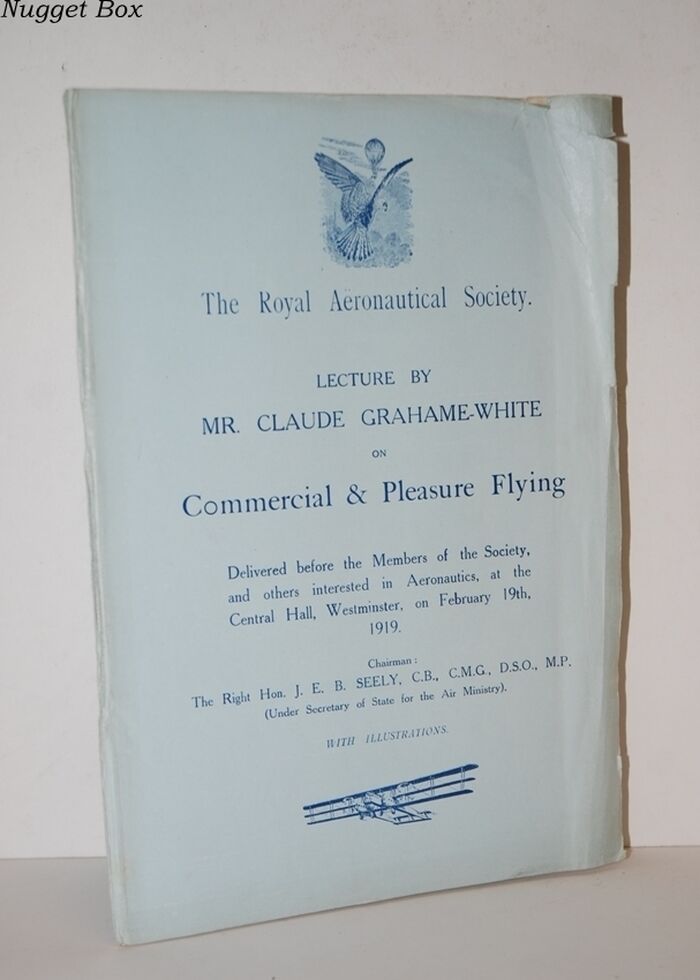 Nugget Box
The Royal Aëronautical Society.
LECTURE BY
MR. CLAUDE GRAHAME-WHITE
ON
Commercial & Pleasure Flying
Delivered before the Members of the Society,
and others interested in Aeronautics, at the
Central Hall, Westminster, on February 19th,
1919.
Chairman:
The Right Hon. J. E. B. SEELY, C.B., C.M.G., D.S.O., M.P.
(Under Secretary of State for the Air Ministry).
WITH ILLUSTRATIONS.